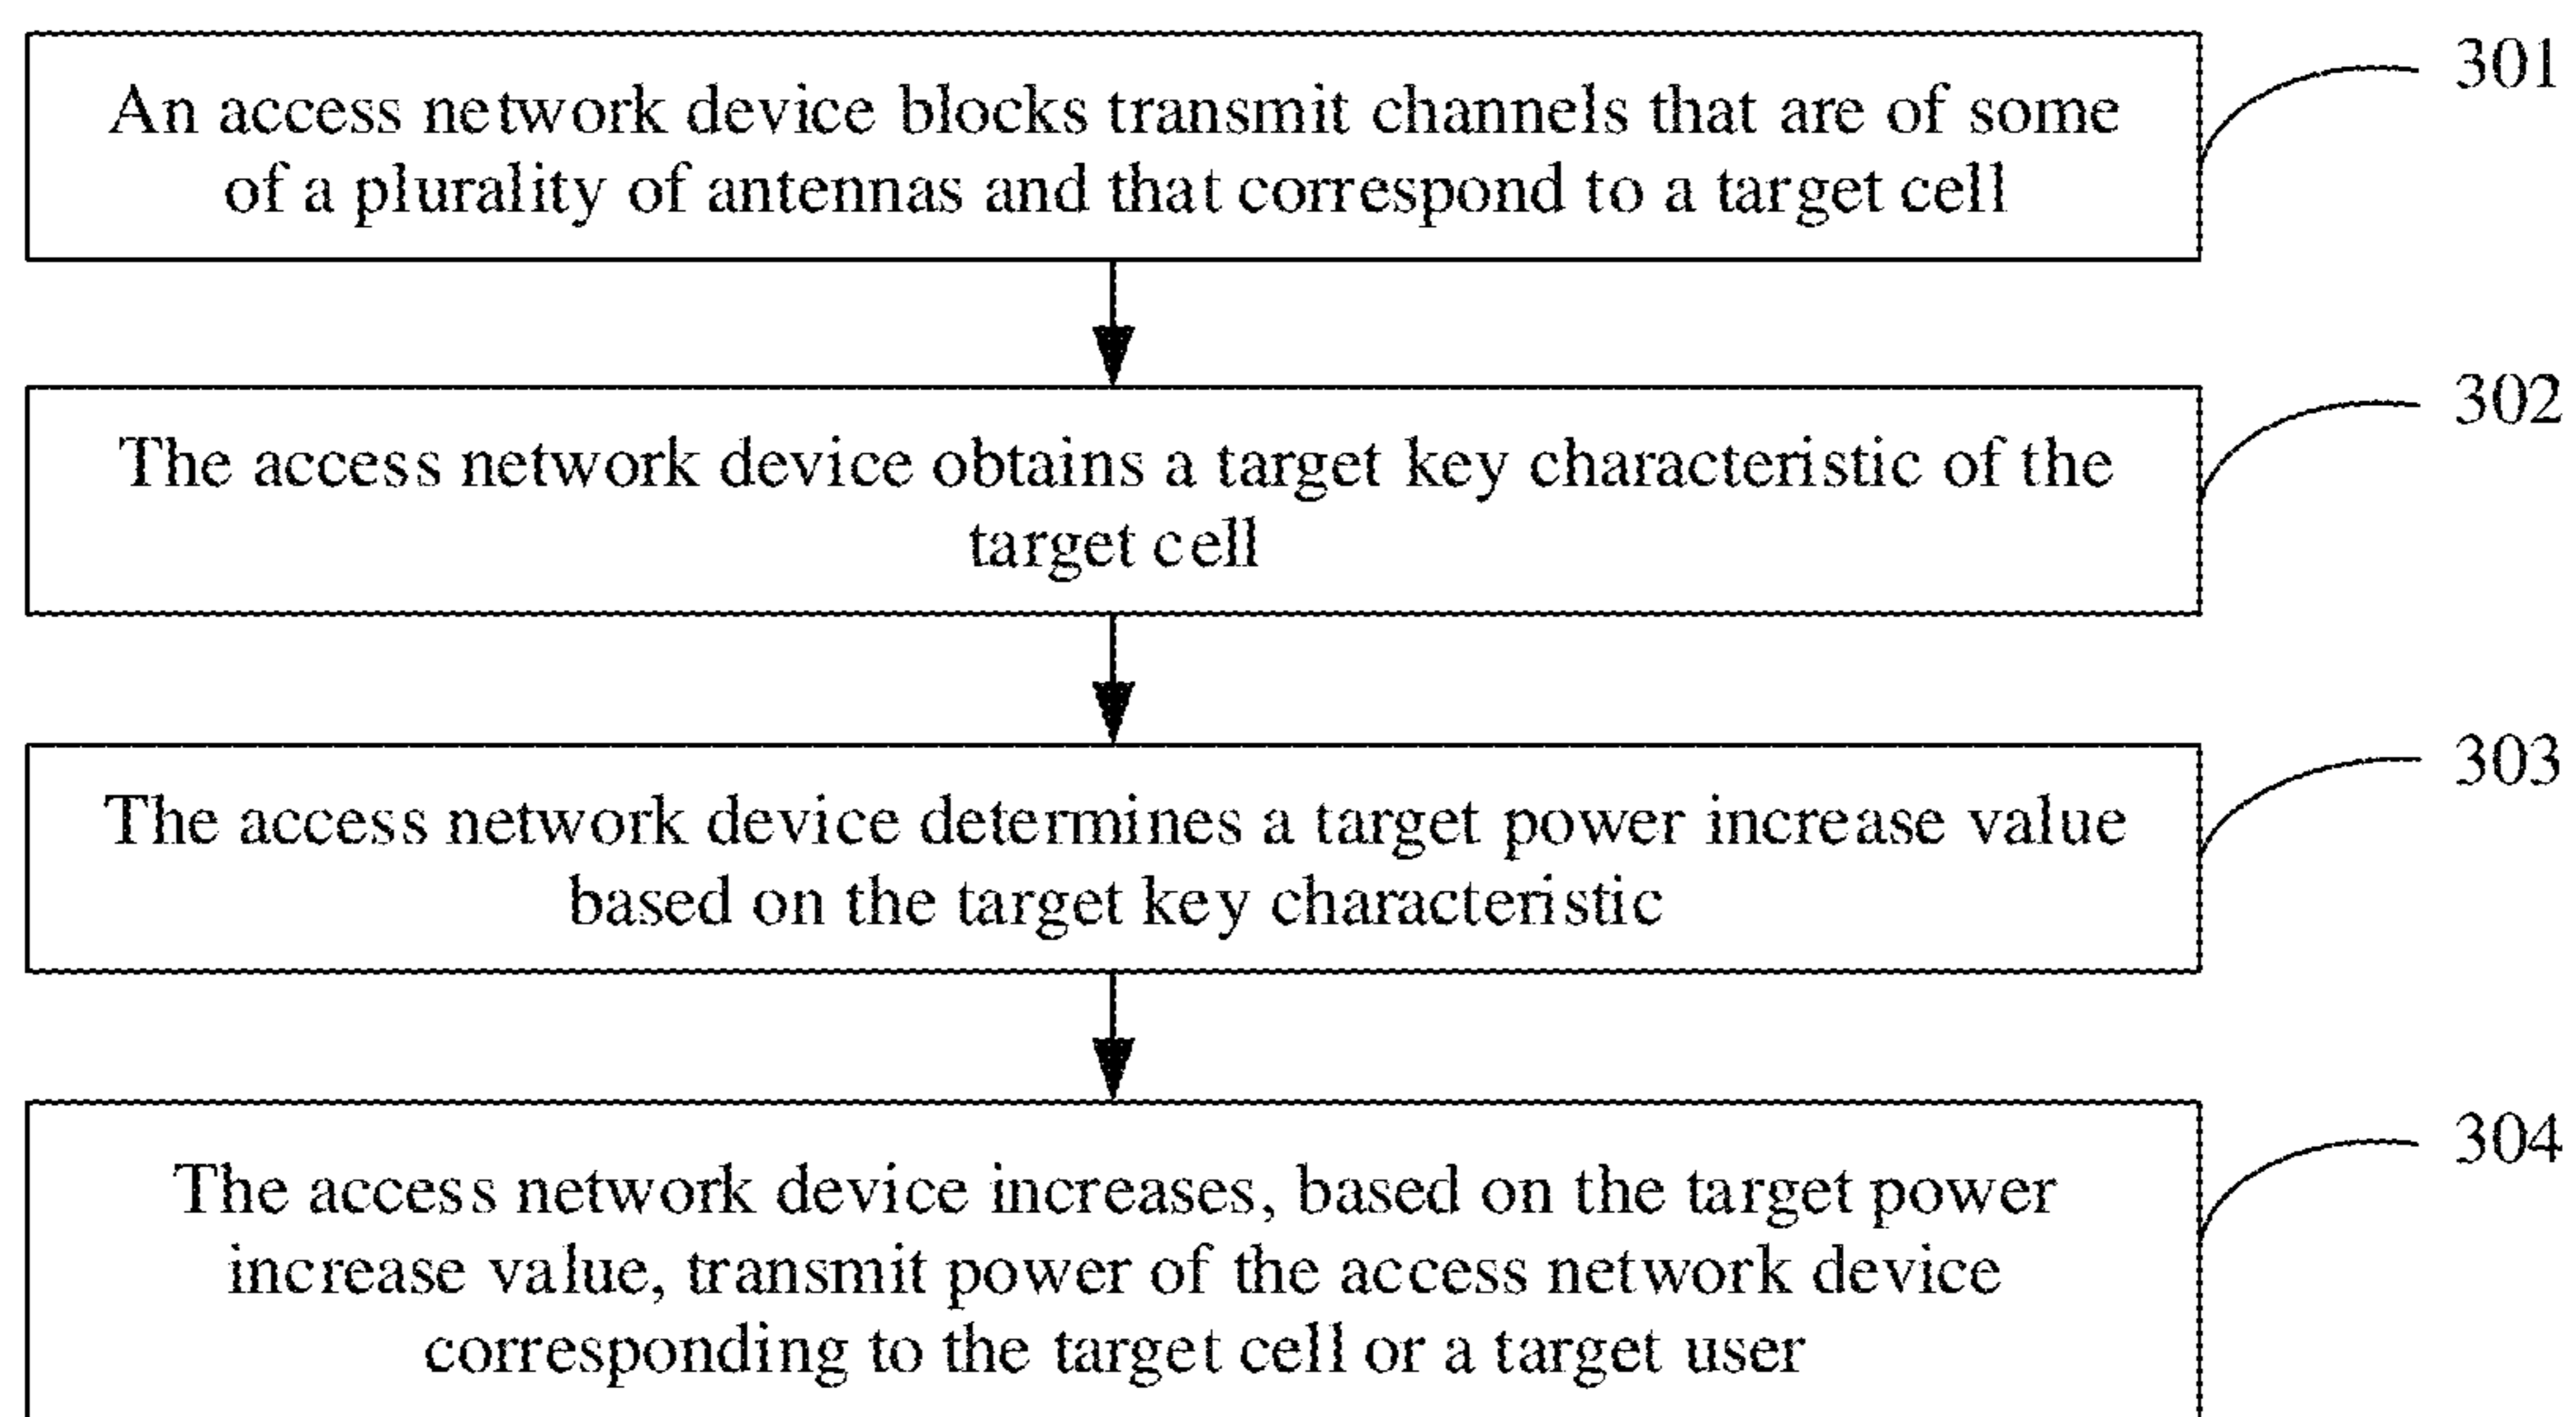 An access network device blocks transmit channels that are of some
of a plurality of antennas and that correspond to a target cell
301
The access network device obtains a target key characteristic of the
target cell
302
The access network device determines a target power increase value
based on the target key characteristic
303
The access network device increases, based on the target power
increase value, transmit power of the access network device
corresponding to the target cell or a target user
304